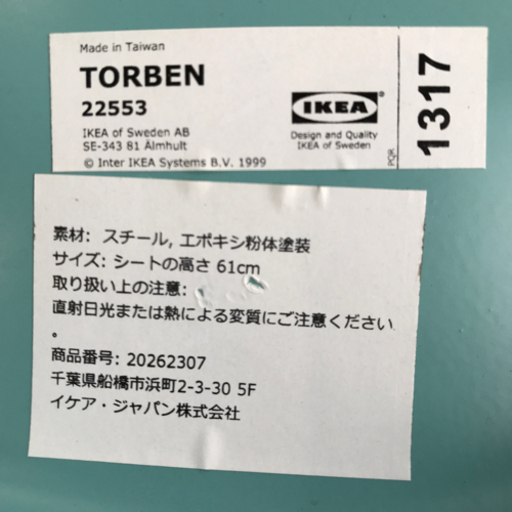 Made in Taiwan
TORBEN
22553
IKEA of Sweden AB
SE-343 81 Älmhult
© Inter IKEA Systems B.V. 1999
IKEA
Design and Quality
IKEA of Sweden
PQR
1317
素材: スチール, エポキシ粉体塗装
サイズ: シートの高さ 61cm
取り扱い上の注意:
直射日光または熱による変質にご注意ください
。
商品番号: 20262307
千葉県船橋市浜町2-3-30 5F
イケア・ジャパン株式会社